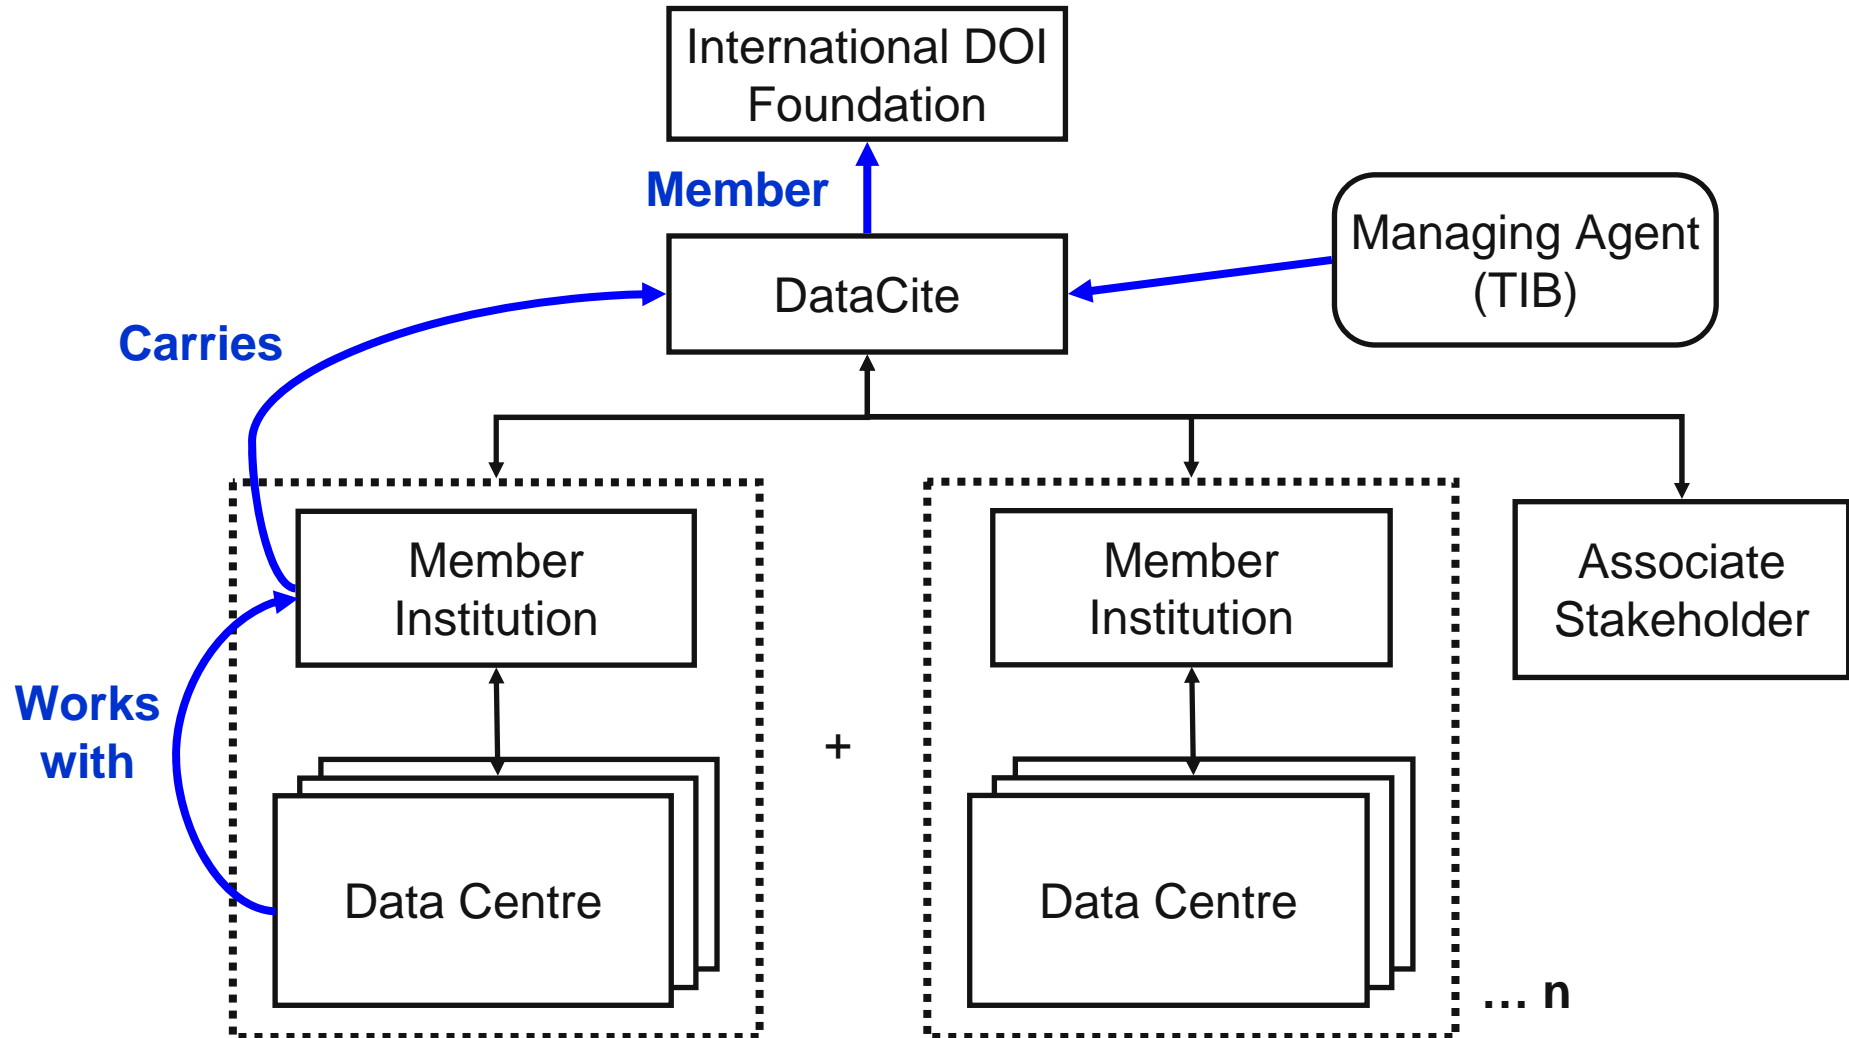 International DOI
Foundation
Member
Managing Agent
(TIB)
DataCite
Carries
Member
Institution
Member
Institution
Associate
Stakeholder
Works
with
+
Data Centre
Data Centre
... n